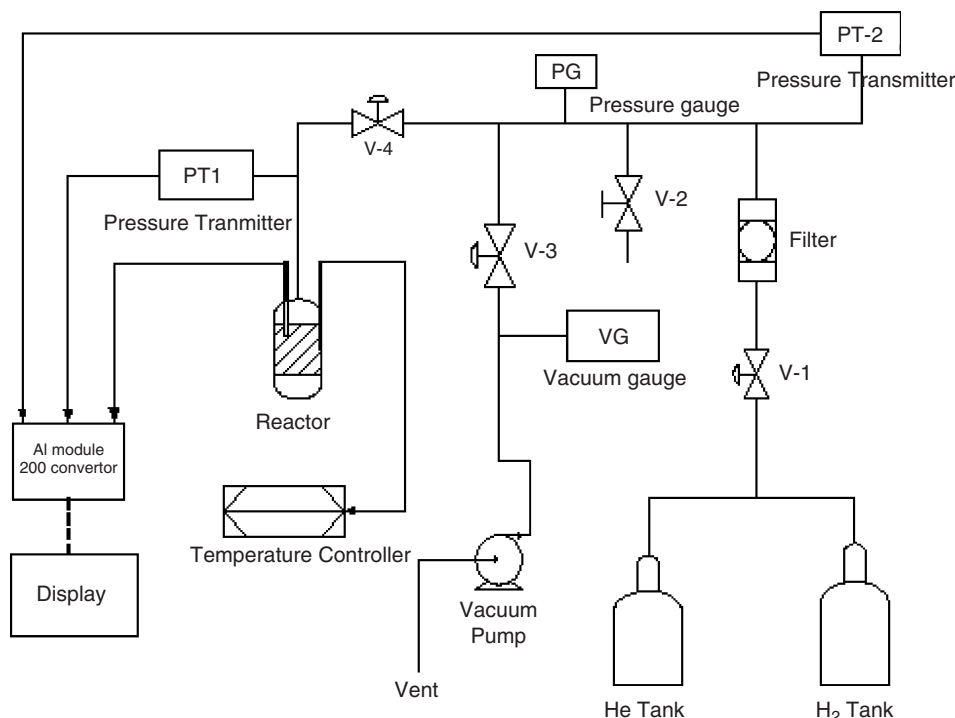 PT-2
Pressure Transmitter
PG
Pressure gauge
V-4
PT1
Pressure Tranmitter
V-2
V-3
Filter
VG
Vacuum gauge
V-1
Reactor
AI module
200 convertor
Temperature Controller
Display
Vacuum
Pump
Vent
He Tank
H₂ Tank